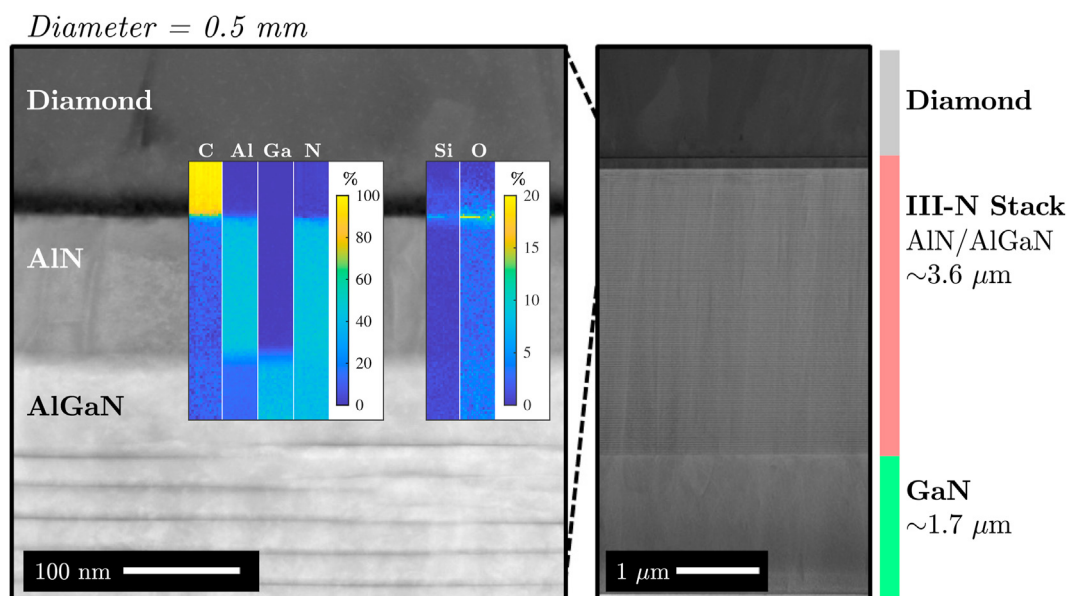 Diameter = 0.5 mm
Diamond
C Al Ga N
%
100
80
60
40
20
0
Si O
%
20
15
10
5
0
AlN
AlGaN
100 nm
1 μm
Diamond
III-N Stack
AlN/AlGaN
~3.6 μm
GaN
~1.7 μm